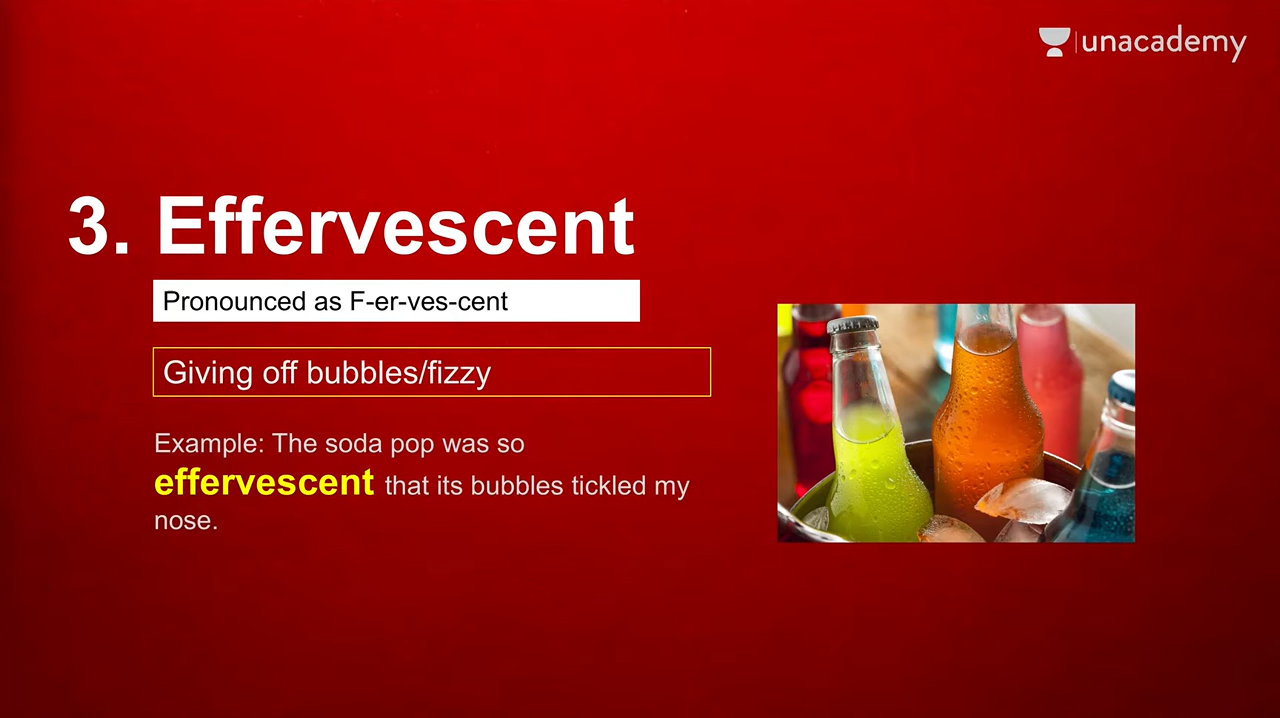 unacademy
3. Effervescent
Pronounced as F-er-ves-cent
Giving off bubbles/fizzy
Example: The soda pop was so
effervescent that its bubbles tickled my
nose.